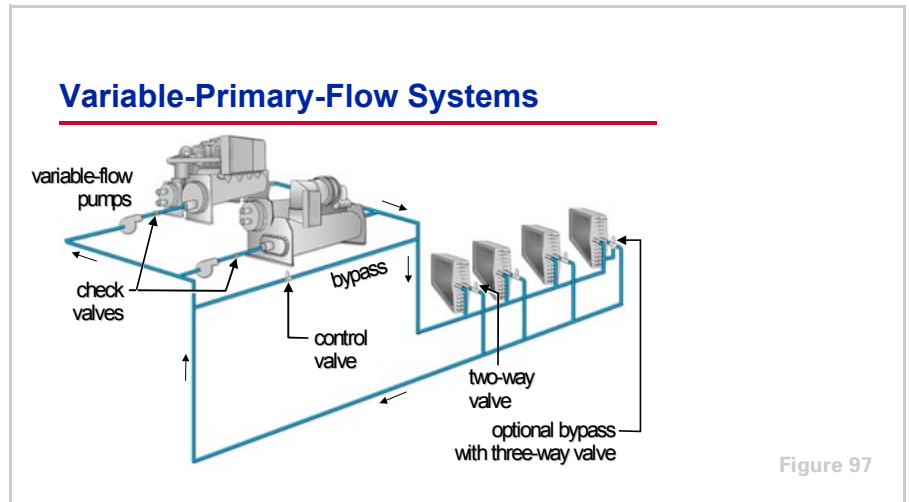 Variable-Primary-Flow Systems
variable-flow
pumps
check
valves
bypass
control
valve
two-way
valve
optional bypass
with three-way valve
Figure 97